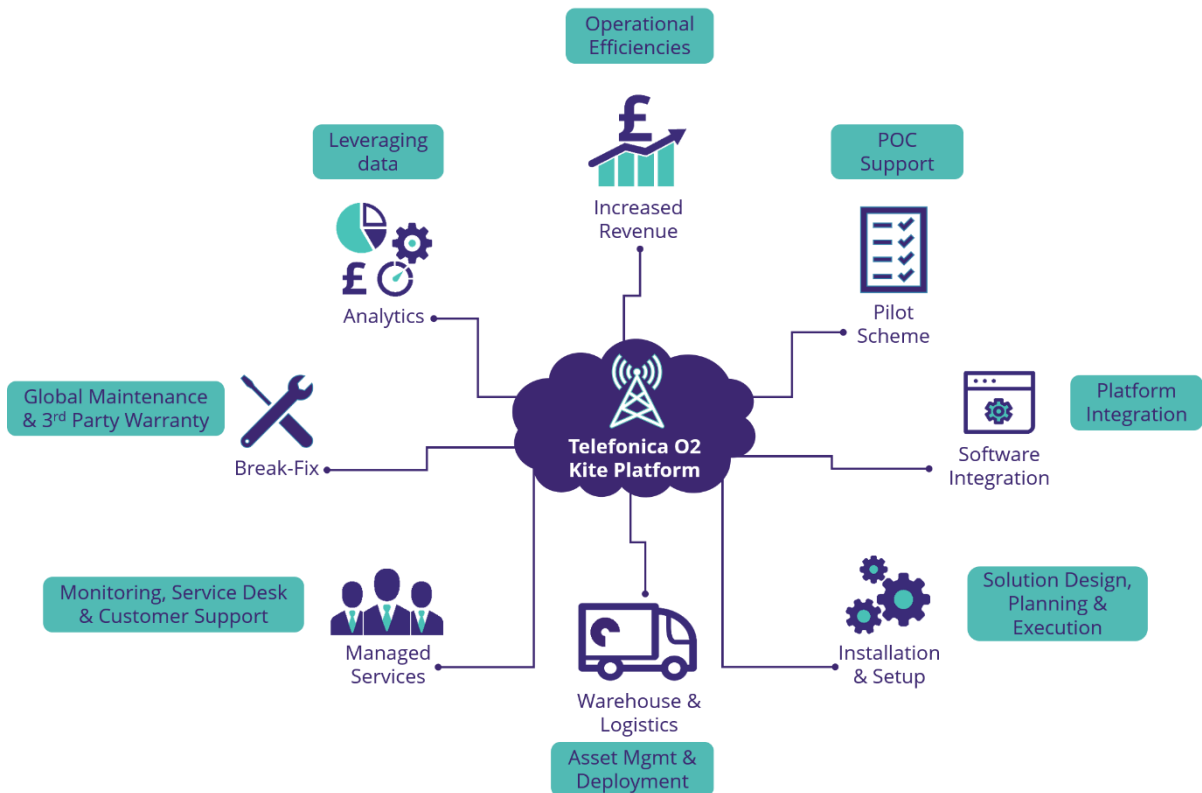 Operational
Efficiencies
£
Increased
Revenue
Leveraging
data
£
Analytics
POC
Support
Pilot
Scheme
Global Maintenance
& 3rd Party Warranty
Break-Fix
Telefonica O2
Kite Platform
Platform
Integration
Software
Integration
Monitoring, Service Desk
& Customer Support
Managed
Services
Warehouse &
Logistics
Asset Mgmt &
Deployment
Solution Design,
Planning &
Execution
Installation
& Setup